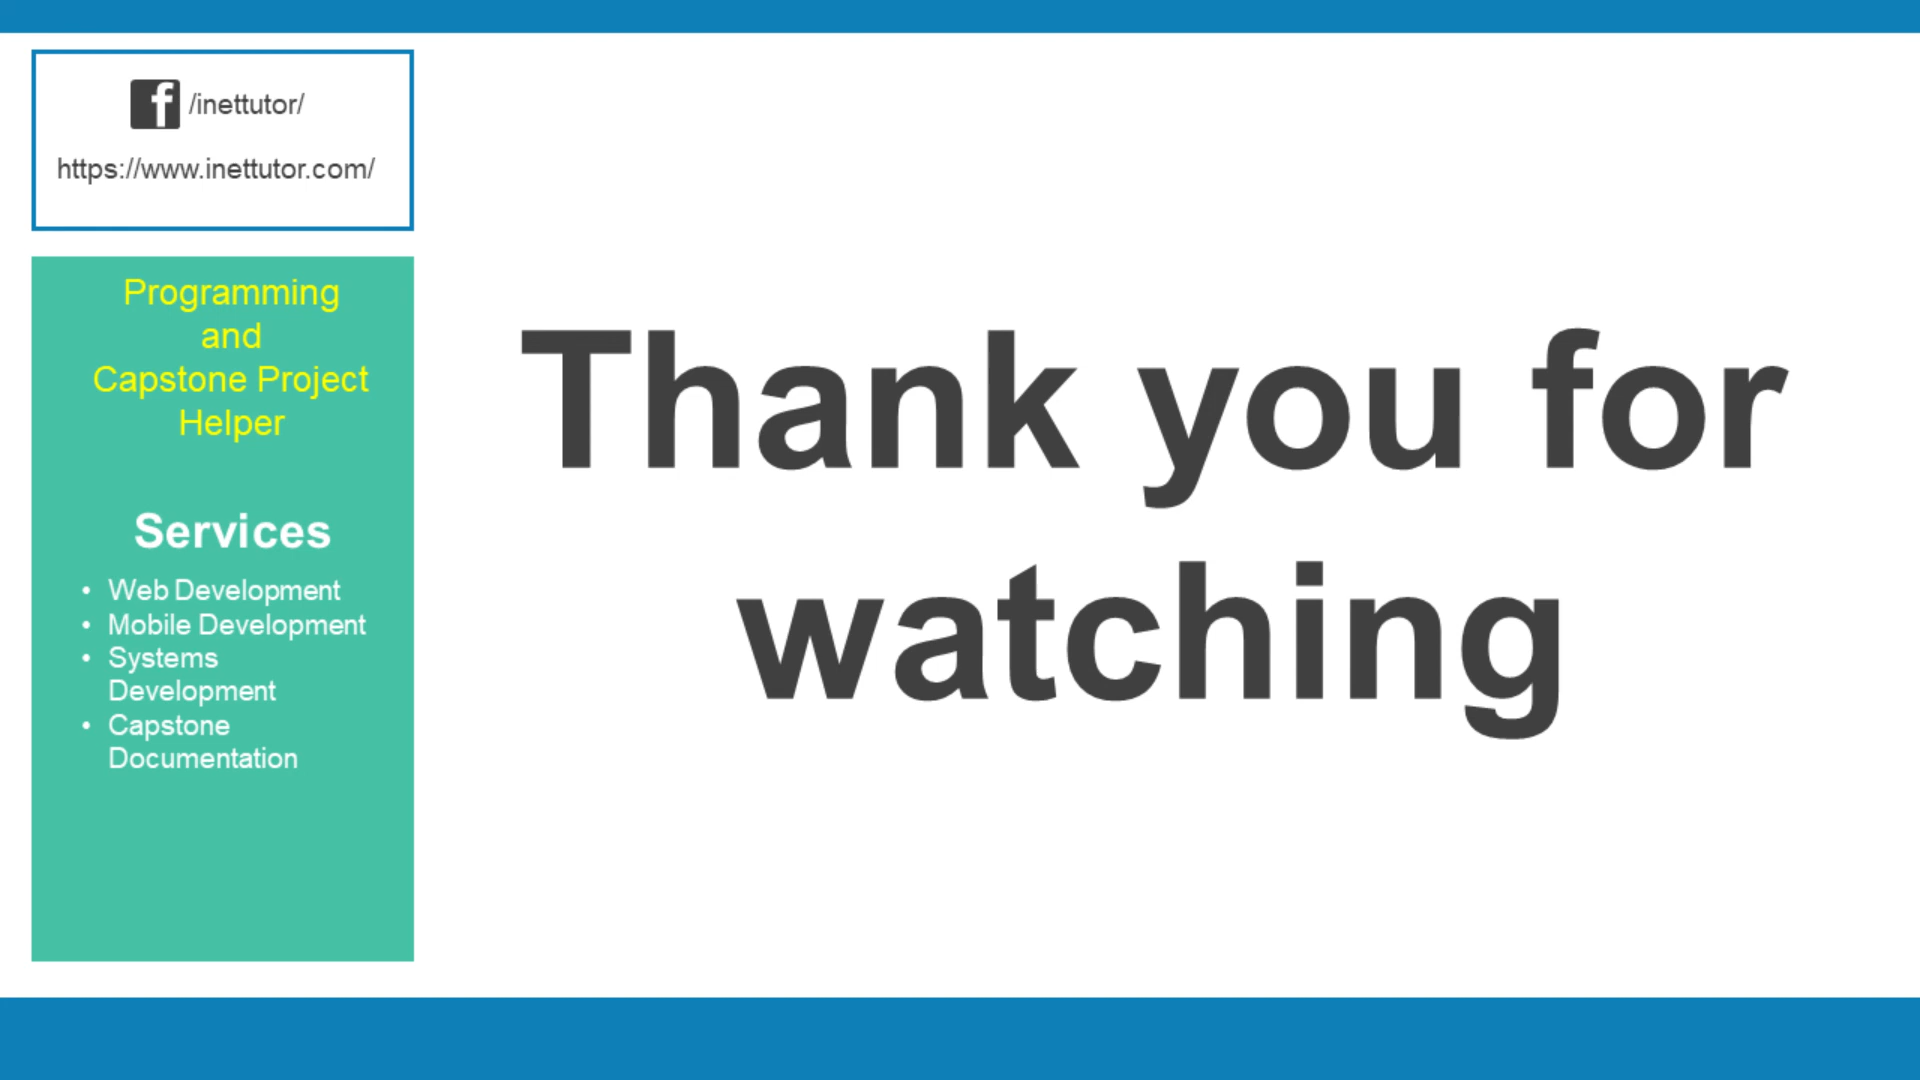 /inettutor/
https://www.inettutor.com/
Programming
and
Capstone Project
Helper
Services
• Web Development
• Mobile Development
• Systems
Development
• Capstone
Documentation
Thank you for
watching